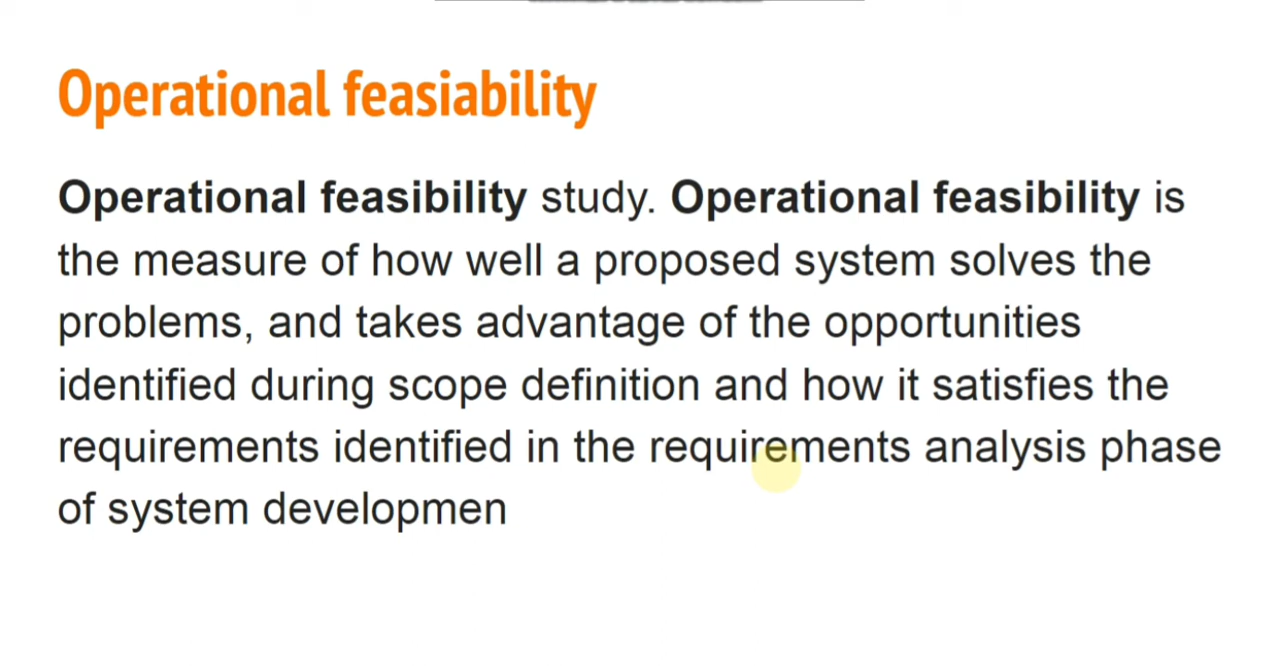 Operational feasiability
Operational feasibility study. Operational feasibility is
the measure of how well a proposed system solves the
problems, and takes advantage of the opportunities
identified during scope definition and how it satisfies the
requirements identified in the requirements analysis phase
of system developmen